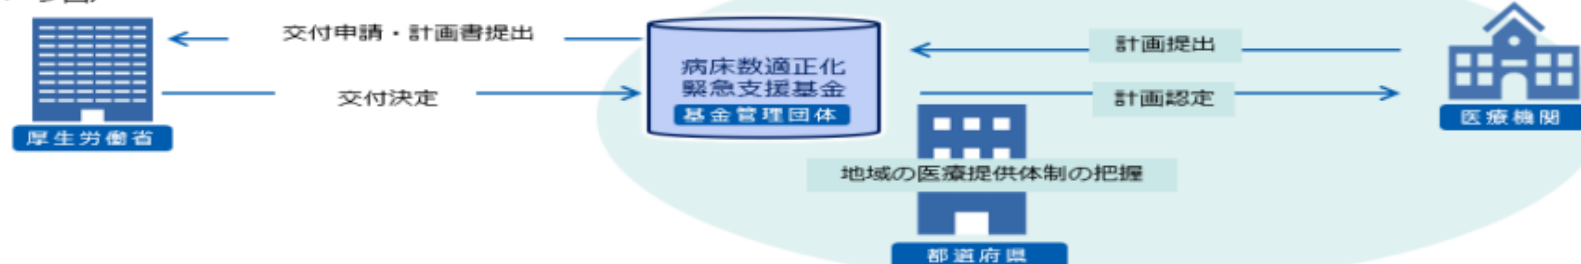 交付申請・計画書提出
交付決定
厚生労働省
病床数適正化
緊急支援基金
基金管理団体
計画提出
計画認定
医療機関
地域の医療提供体制の把握
都道府県